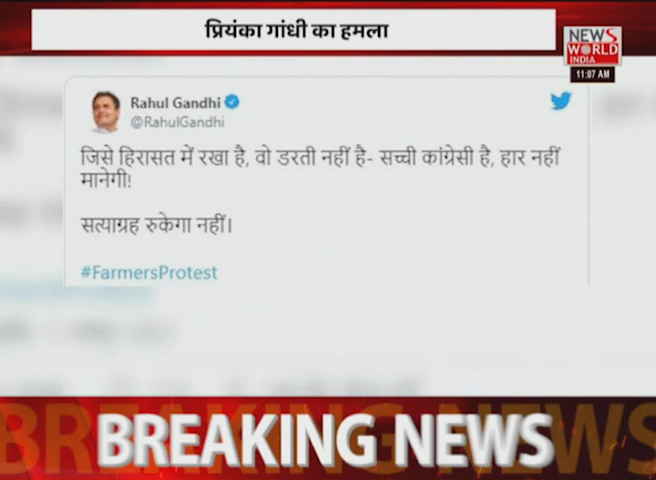 प्रियंका गांधी का हमला
NEWS
WORLD
INDIA
11:07 AM
Rahul Gandhi
@RahulGandhi
जिसे हिरासत में रखा है, वो डरती नहीं है- सच्ची कांग्रेसी है, हार नहीं
मानेगी!
सत्याग्रह रुकेगा नहीं।
#FarmersProtest
BREAKING NEWS